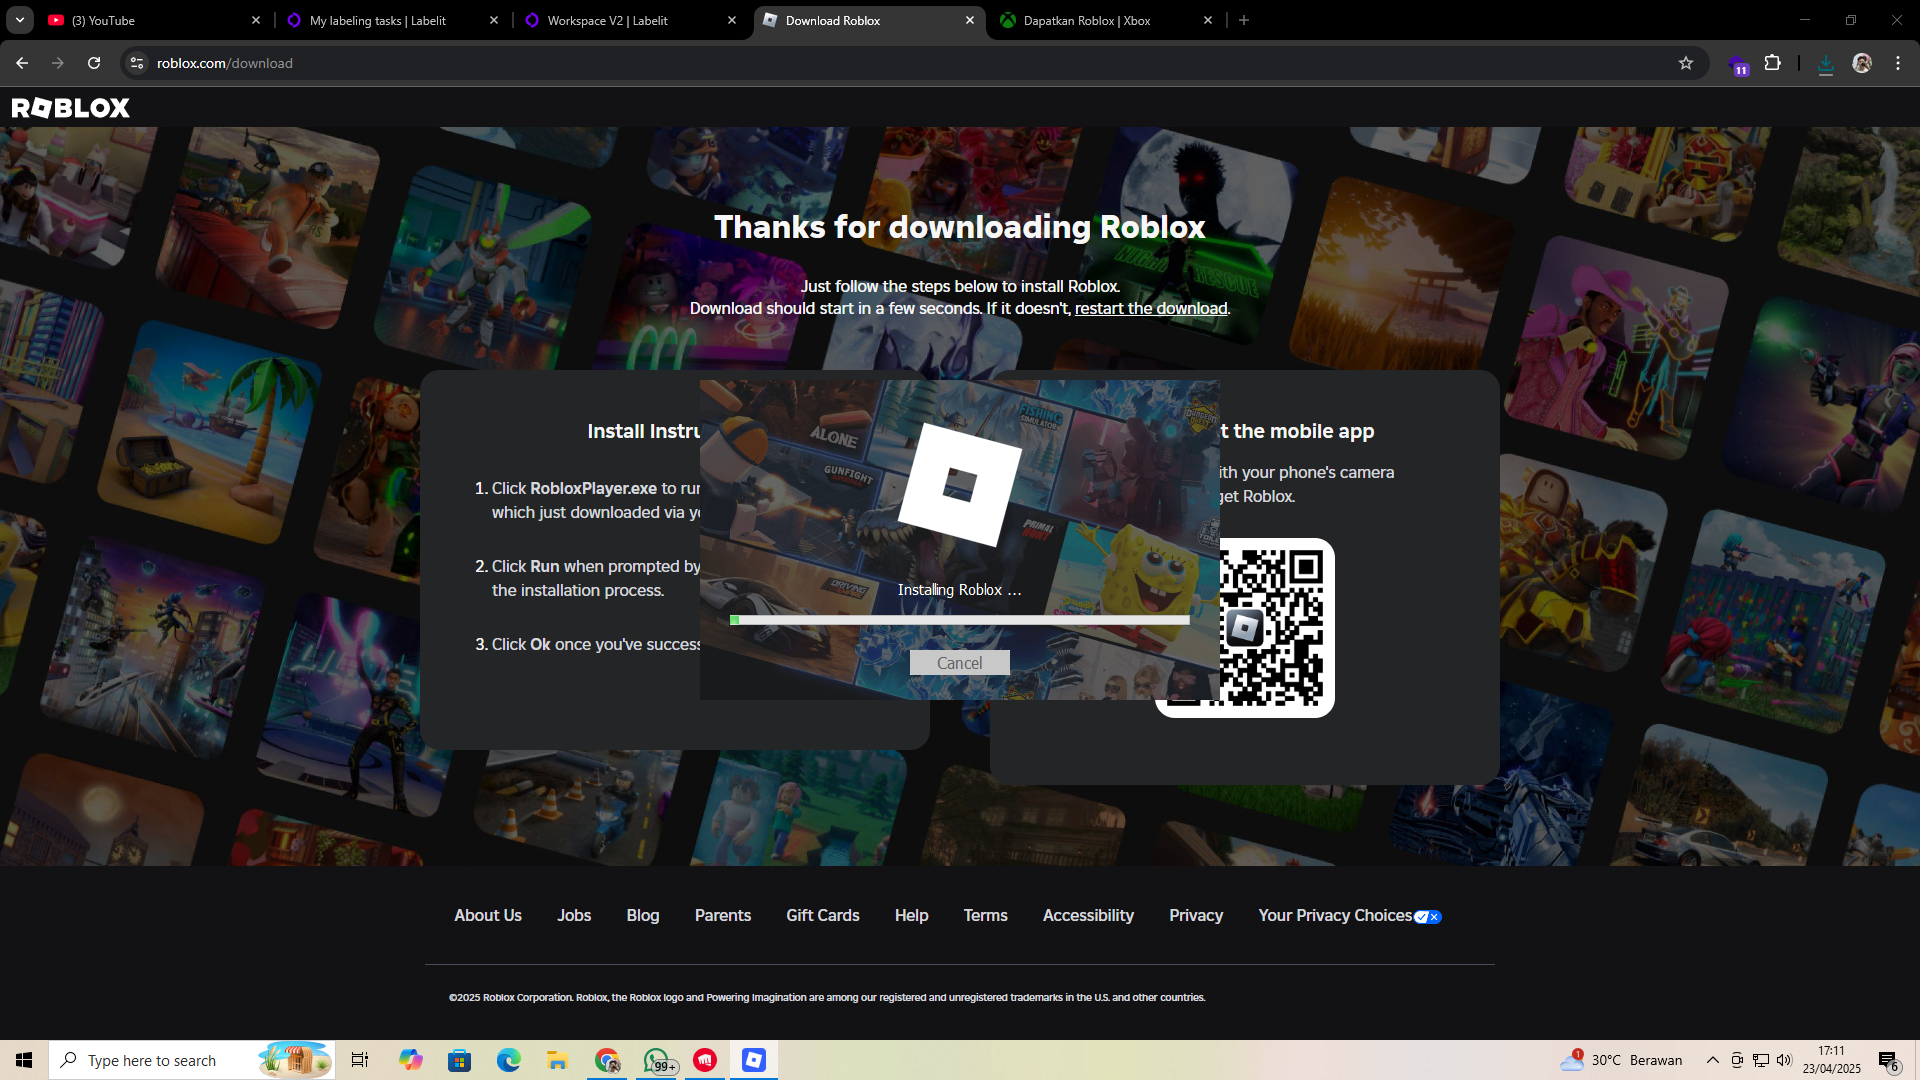 (3) YouTube
My labeling tasks | Labelit
Workspace V2 | Labelit
Download Roblox
Dapatkan Roblox | Xbox
roblox.com/download
11
ROBLOX
Thanks for downloading Roblox
Just follow the steps below to install Roblox.
Download should start in a few seconds. If it doesn't, restart the download.
Install Instru
1. Click RobloxPlayer.exe to run
which just downloaded via y
2. Click Run when prompted by
the installation process.
3. Click Ok once you've success
ALONE
GUNFIGHT
FISHING
SIMULATOR
PRIMAL
HUNT
DRIVING
Installing Roblox ...
Cancel
t the mobile app
ith your phone's camera
get Roblox.
About Us
Jobs
Blog
Parents
Gift Cards
Help
Terms
Accessibility
Privacy
Your Privacy Choices
©2025 Roblox Corporation. Roblox, the Roblox logo and Powering Imagination are among our registered and unregistered trademarks in the U.S. and other countries.
Type here to search
99+
1
30°C Berawan
17:11
23/04/2025
6